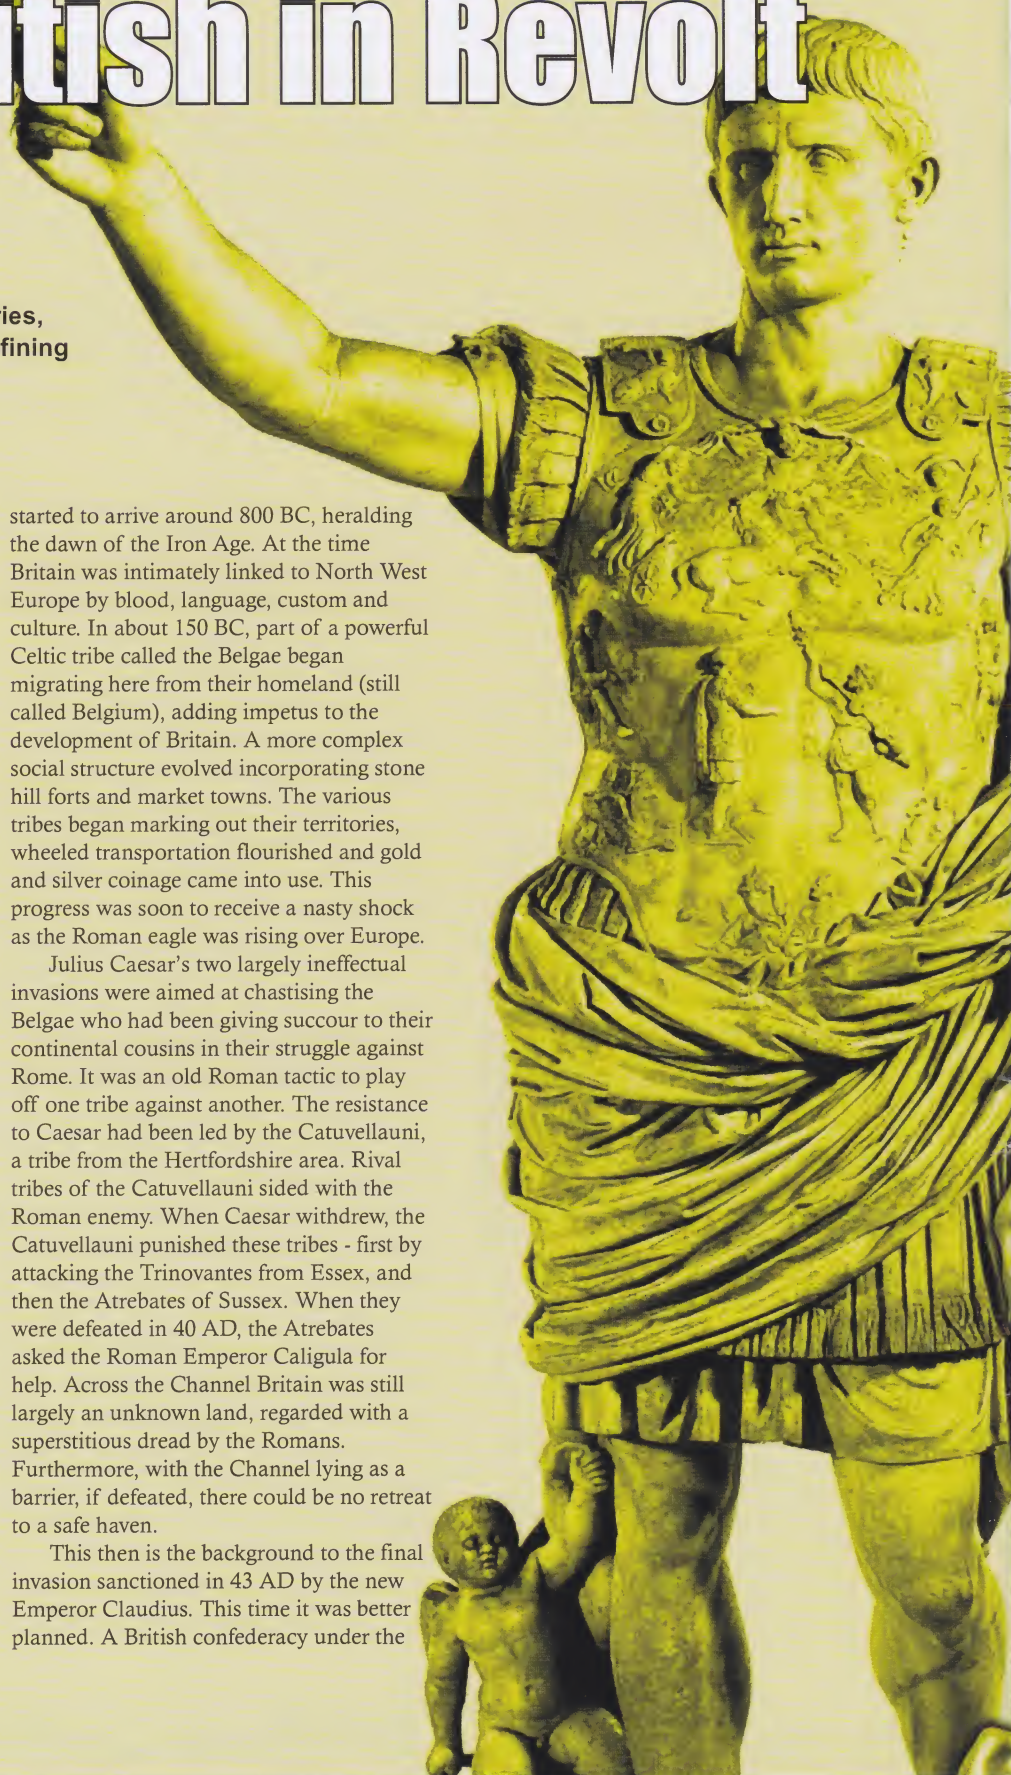 itish in Revolt
ries,
fining
started to arrive around 800 BC, heralding
the dawn of the Iron Age. At the time
Britain was intimately linked to North West
Europe by blood, language, custom and
culture. In about 150 BC, part of a powerful
Celtic tribe called the Belgae began
migrating here from their homeland (still
called Belgium), adding impetus to the
development of Britain. A more complex
social structure evolved incorporating stone
hill forts and market towns. The various
tribes began marking out their territories,
wheeled transportation flourished and gold
and silver coinage came into use. This
progress was soon to receive a nasty shock
as the Roman eagle was rising over Europe.
Julius Caesar's two largely ineffectual
invasions were aimed at chastising the
Belgae who had been giving succour to their
continental cousins in their struggle against
Rome. It was an old Roman tactic to play
off one tribe against another. The resistance
to Caesar had been led by the Catuvellauni,
a tribe from the Hertfordshire area. Rival
tribes of the Catuvellauni sided with the
Roman enemy. When Caesar withdrew, the
Catuvellauni punished these tribes - first by
attacking the Trinovantes from Essex, and
then the Atrebates of Sussex. When they
were defeated in 40 AD, the Atrebates
asked the Roman Emperor Caligula for
help. Across the Channel Britain was still
largely an unknown land, regarded with a
superstitious dread by the Romans.
Furthermore, with the Channel lying as a
barrier, if defeated, there could be no retreat
to a safe haven.
This then is the background to the final
invasion sanctioned in 43 AD by the new
Emperor Claudius. This time it was better
planned. A British confederacy under the